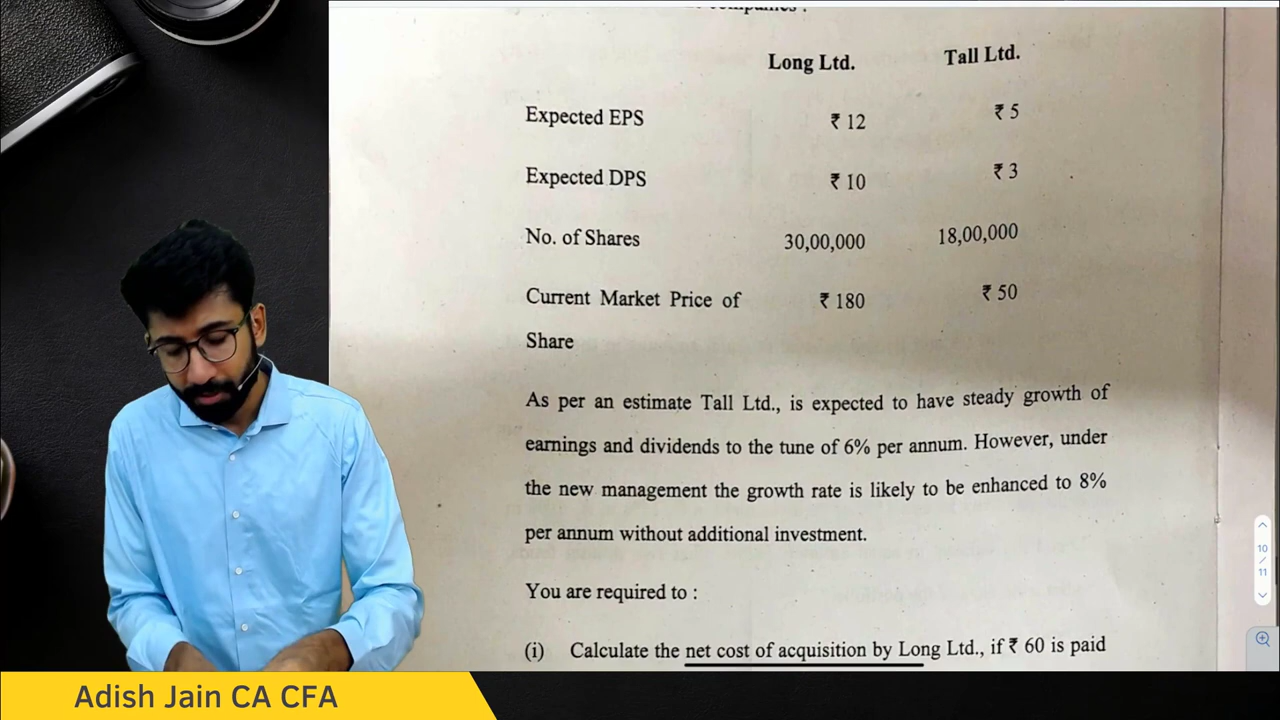 companies :
Long Ltd. Tall Ltd.
Expected EPS ₹ 12 ₹ 5
Expected DPS ₹ 10 ₹ 3
No. of Shares 30,00,000 18,00,000
Current Market Price of ₹ 180 ₹ 50
Share
As per an estimate Tall Ltd., is expected to have steady growth of
earnings and dividends to the tune of 6% per annum. However, under
the new management the growth rate is likely to be enhanced to 8%
per annum without additional investment.
You are required to :
(i) Calculate the net cost of acquisition by Long Ltd., if ₹ 60 is paid
10
/
11
Adish Jain CA CFA